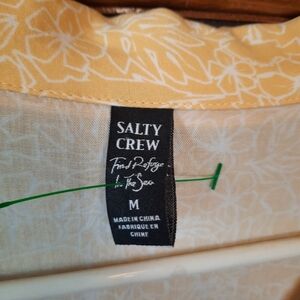 SALTY
CREW
Find Refuge
In The Sea
M
MADE IN CHINA
FABRIQUE EN
CHINE